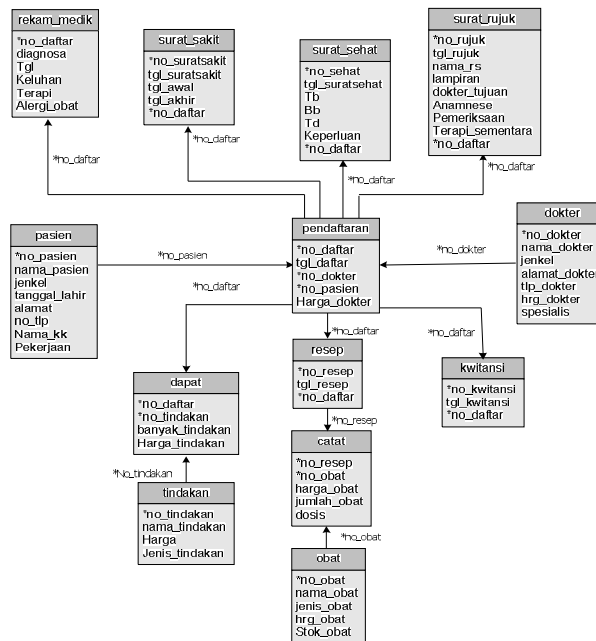 rekam_medik
*no_daftar
diagnosa
Tgl
Keluhan
Terapi
Alergi_obat
surat_sakit
*no_suratsakit
tgl_suratsakit
tgl_awal
tgl_akhir
*no_daftar
surat_sehat
*no_sehat
tgl_suratsehat
Tb
Bb
Td
Keperluan
*no_daftar
surat_rujuk
*no_rujuk
tgl_rujuk
nama_rs
lampiran
dokter_tujuan
Anamnese
Pemeriksaan
Terapi_sementara
*no_daftar
*no_daftar
*no_daftar
*no_daftar
*no_daftar
pasien
*no_pasien
nama_pasien
jenkel
tanggal_lahir
alamat
no_tlp
Nama_kk
Pekerjaan
*no_pasien
pendaftaran
*no_daftar
tgl_daftar
*no_dokter
*no_pasien
Harga_dokter
*no_dokter
dokter
*no_dokter
nama_dokter
jenkel
alamat_dokter
tlp_dokter
hrg_dokter
spesialis
*no_daftar
*no_daftar
*no_daftar
dapat
*no_daftar
*no_tindakan
banyak_tindakan
Harga_tindakan
resep
*no_resep
tgl_resep
*no_daftar
kwitansi
*no_kwitansi
tgl_kwitansi
*no_daftar
*no_resep
*No_tindakan
tindakan
*no_tindakan
nama_tindakan
Harga
Jenis_tindakan
catat
*no_resep
*no_obat
harga_obat
jumlah_obat
dosis
*no_obat
obat
*no_obat
nama_obat
jenis_obat
hrg_obat
Stok_obat